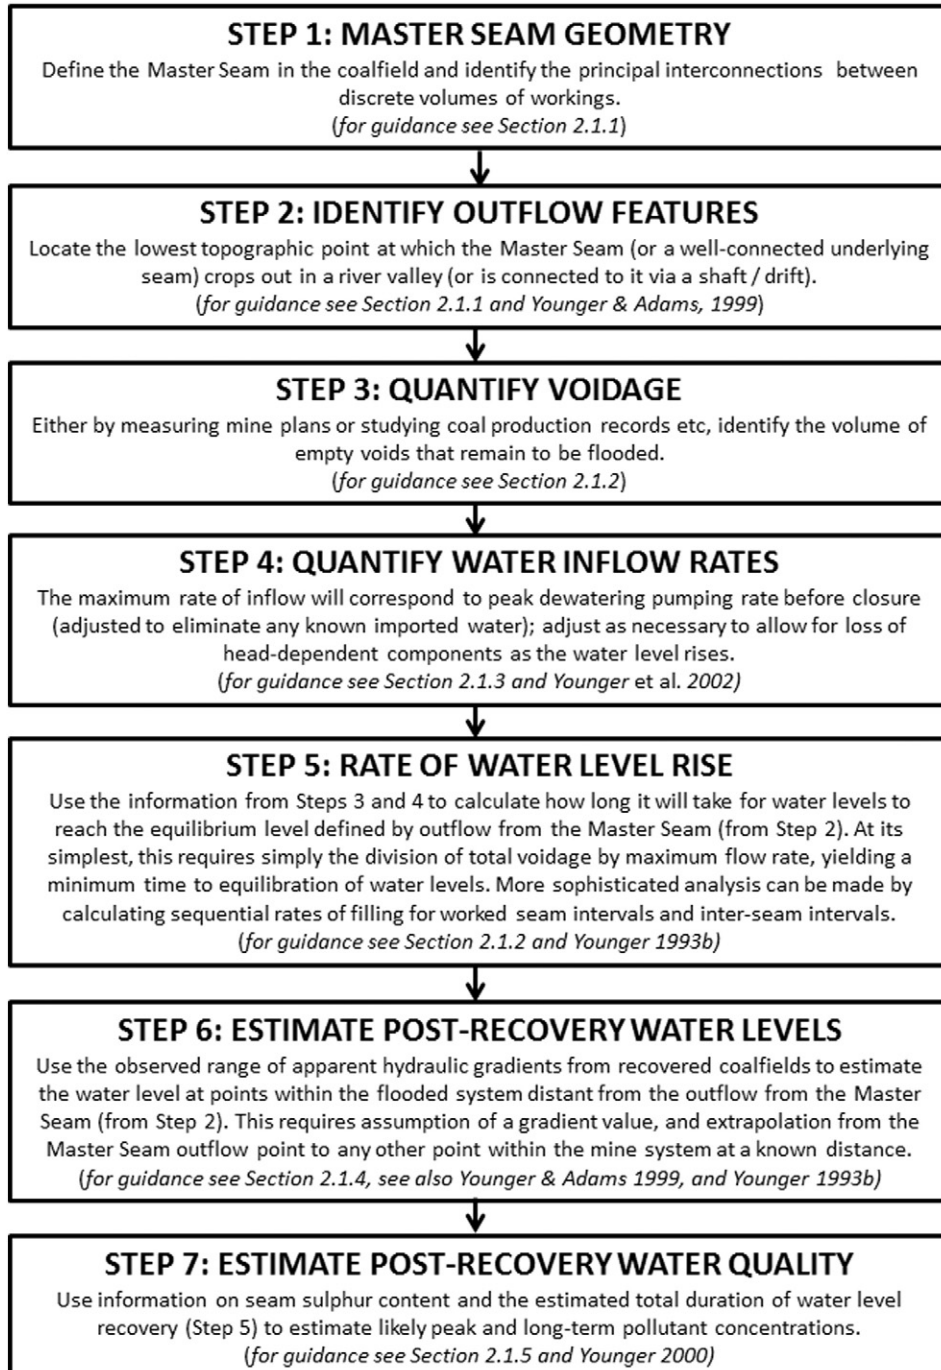 STEP 1: MASTER SEAM GEOMETRY
Define the Master Seam in the coalfield and identify the principal interconnections between
discrete volumes of workings.
(for guidance see Section 2.1.1)
STEP 2: IDENTIFY OUTFLOW FEATURES
Locate the lowest topographic point at which the Master Seam (or a well-connected underlying
seam) crops out in a river valley (or is connected to it via a shaft / drift).
(for guidance see Section 2.1.1 and Younger & Adams, 1999)
STEP 3: QUANTIFY VOIDAGE
Either by measuring mine plans or studying coal production records etc, identify the volume of
empty voids that remain to be flooded.
(for guidance see Section 2.1.2)
STEP 4: QUANTIFY WATER INFLOW RATES
The maximum rate of inflow will correspond to peak dewatering pumping rate before closure
(adjusted to eliminate any known imported water); adjust as necessary to allow for loss of
head-dependent components as the water level rises.
(for guidance see Section 2.1.3 and Younger et al. 2002)
STEP 5: RATE OF WATER LEVEL RISE
Use the information from Steps 3 and 4 to calculate how long it will take for water levels to
reach the equilibrium level defined by outflow from the Master Seam (from Step 2). At its
simplest, this requires simply the division of total voidage by maximum flow rate, yielding a
minimum time to equilibration of water levels. More sophisticated analysis can be made by
calculating sequential rates of filling for worked seam intervals and inter-seam intervals.
(for guidance see Section 2.1.2 and Younger 1993b)
STEP 6: ESTIMATE POST-RECOVERY WATER LEVELS
Use the observed range of apparent hydraulic gradients from recovered coalfields to estimate
the water level at points within the flooded system distant from the outflow from the Master
Seam (from Step 2). This requires assumption of a gradient value, and extrapolation from the
Master Seam outflow point to any other point within the mine system at a known distance.
(for guidance see Section 2.1.4, see also Younger & Adams 1999, and Younger 1993b)
STEP 7: ESTIMATE POST-RECOVERY WATER QUALITY
Use information on seam sulphur content and the estimated total duration of water level
recovery (Step 5) to estimate likely peak and long-term pollutant concentrations.
(for guidance see Section 2.1.5 and Younger 2000)